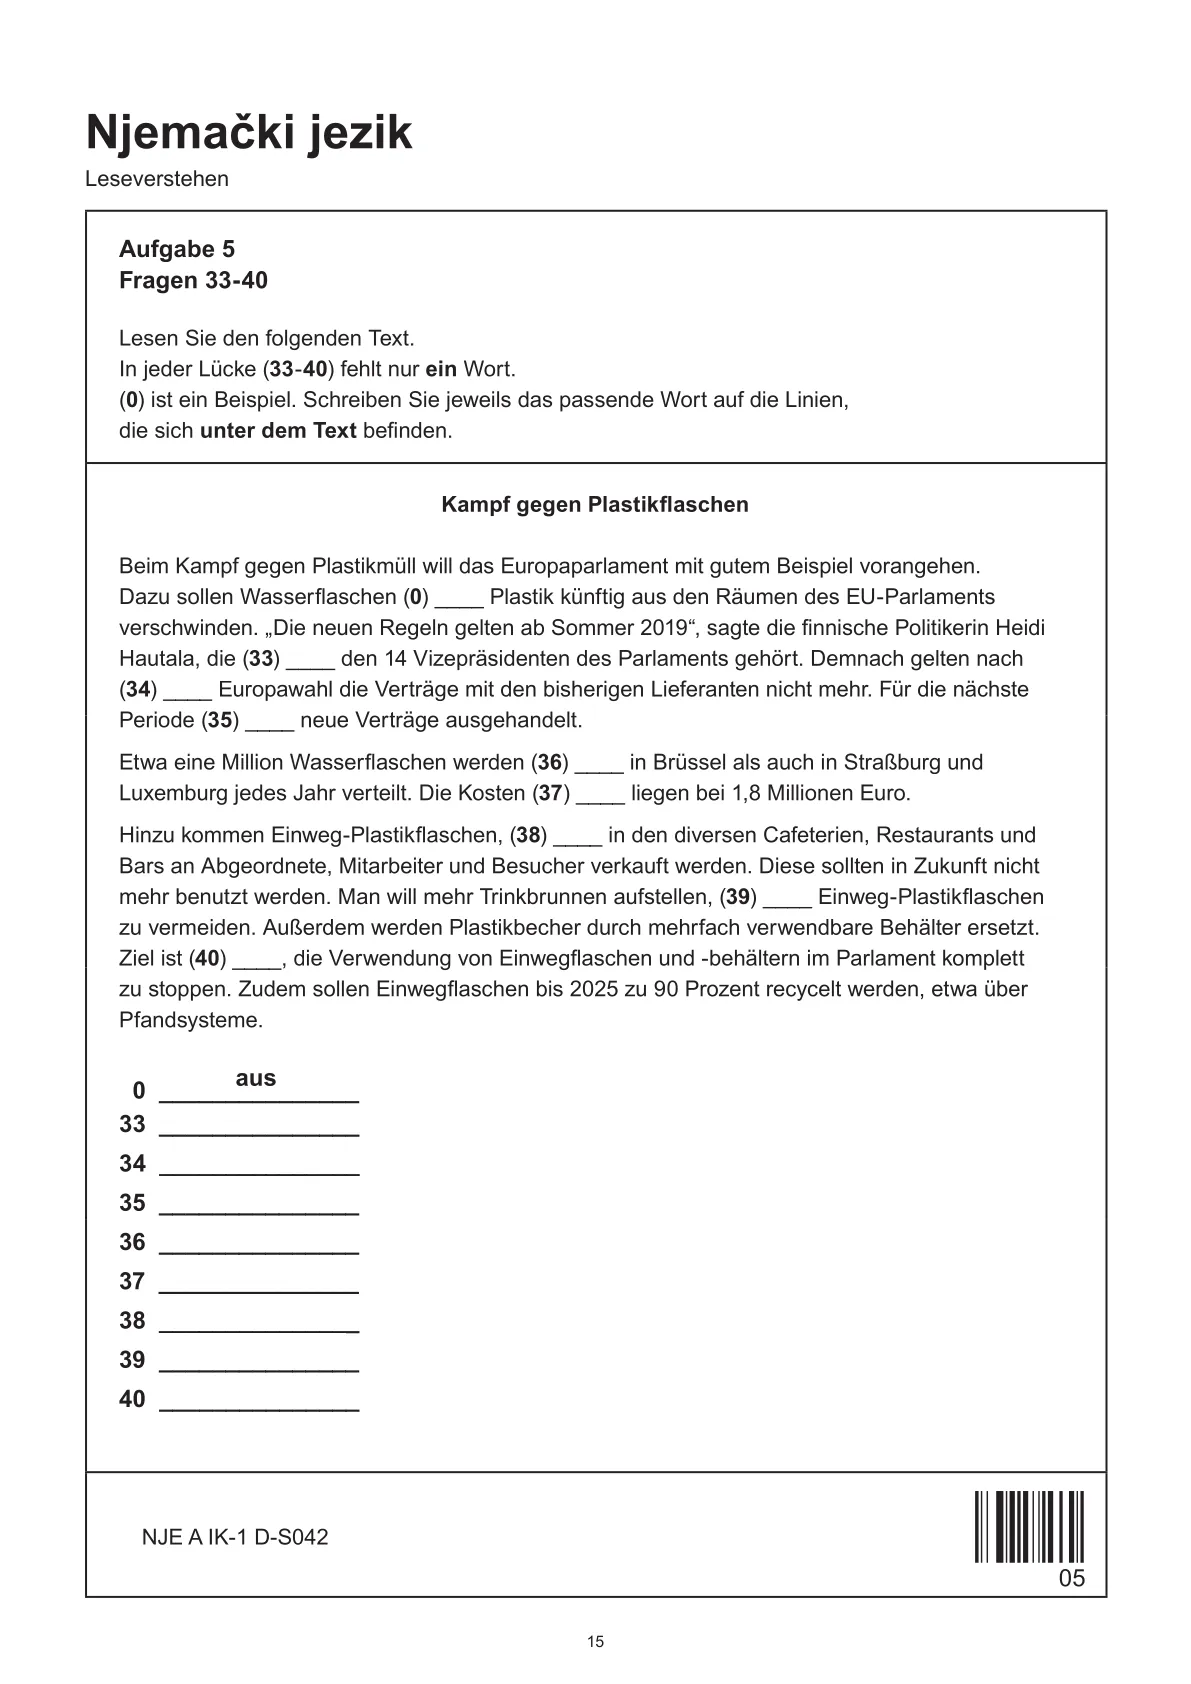 Njemački jezik
Leseverstehen
Aufgabe 5
Fragen 33-40
Lesen Sie den folgenden Text.
In jeder Lücke (33-40) fehlt nur ein Wort.
(0) ist ein Beispiel. Schreiben Sie jeweils das passende Wort auf die Linien,
die sich unter dem Text befinden.
Kampf gegen Plastikflaschen
Beim Kampf gegen Plastikmüll will das Europaparlament mit gutem Beispiel vorangehen.
Dazu sollen Wasserflaschen (0) ____ Plastik künftig aus den Räumen des EU-Parlaments
verschwinden. „Die neuen Regeln gelten ab Sommer 2019“, sagte die finnische Politikerin Heidi
Hautala, die (33) ____ den 14 Vizepräsidenten des Parlaments gehört. Demnach gelten nach
(34) ____ Europawahl die Verträge mit den bisherigen Lieferanten nicht mehr. Für die nächste
Periode (35) ____ neue Verträge ausgehandelt.
Etwa eine Million Wasserflaschen werden (36) ____ in Brüssel als auch in Straßburg und
Luxemburg jedes Jahr verteilt. Die Kosten (37) ____ liegen bei 1,8 Millionen Euro.
Hinzu kommen Einweg-Plastikflaschen, (38) ____ in den diversen Cafeterien, Restaurants und
Bars an Abgeordnete, Mitarbeiter und Besucher verkauft werden. Diese sollten in Zukunft nicht
mehr benutzt werden. Man will mehr Trinkbrunnen aufstellen, (39) ____ Einweg-Plastikflaschen
zu vermeiden. Außerdem werden Plastikbecher durch mehrfach verwendbare Behälter ersetzt.
Ziel ist (40) ____, die Verwendung von Einwegflaschen und -behältern im Parlament komplett
zu stoppen. Zudem sollen Einwegflaschen bis 2025 zu 90 Prozent recycelt werden, etwa über
Pfandsysteme.
0 aus
33 _______________
34 _______________
35 _______________
36 _______________
37 _______________
38 _______________
39 _______________
40 _______________
NJE A IK-1 D-S042
05
15